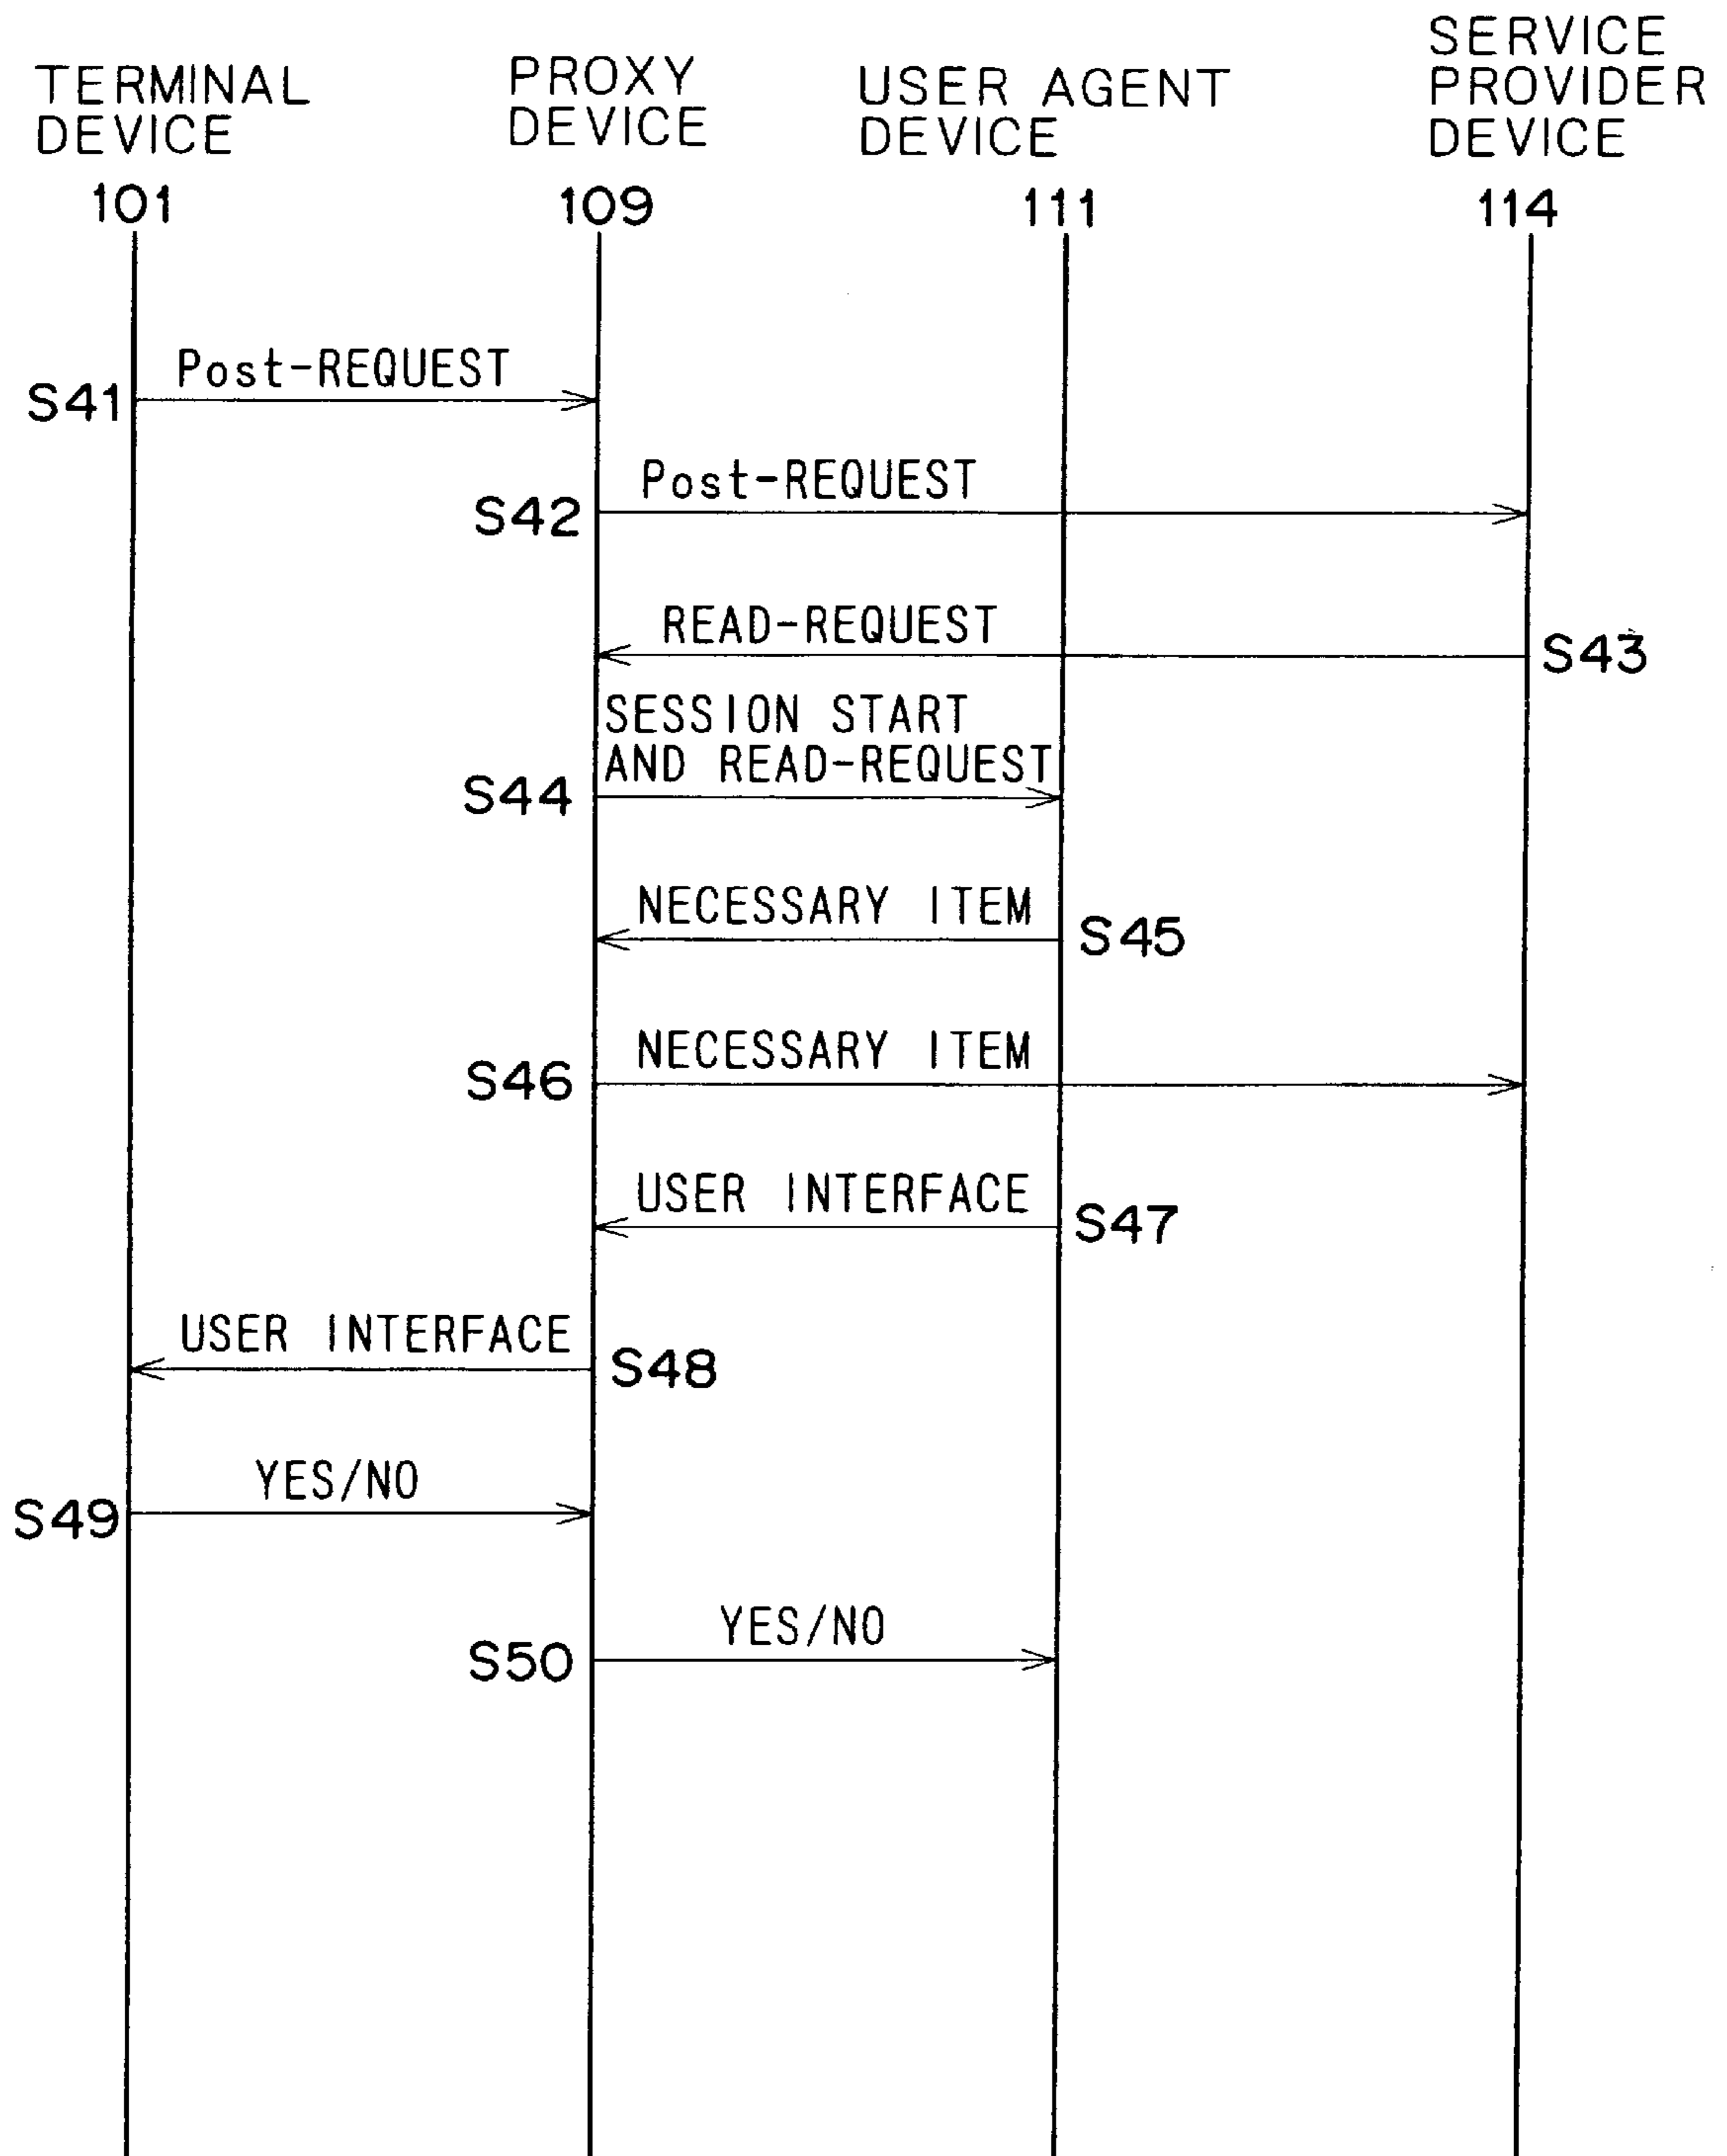 TERMINAL
DEVICE
101
PROXY
DEVICE
109
USER AGENT
DEVICE
111
SERVICE
PROVIDER
DEVICE
114
S41
Post-REQUEST
S42
Post-REQUEST
READ-REQUEST
S43
SESSION START
AND READ-REQUEST
S44
NECESSARY ITEM
S45
NECESSARY ITEM
S46
USER INTERFACE
S47
USER INTERFACE
S48
YES/NO
S49
YES/NO
S50